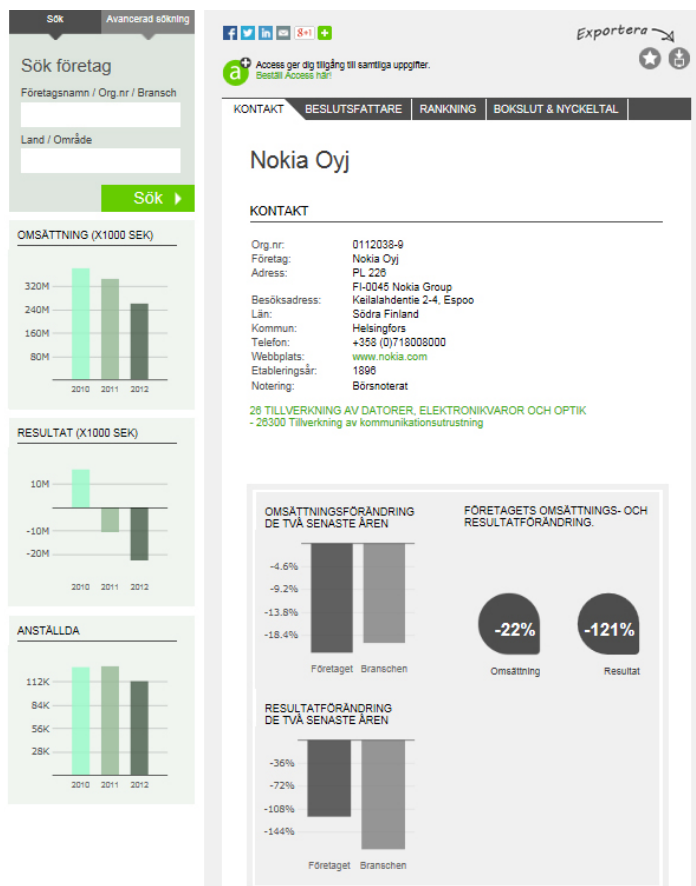 Sök
Avancerad sökning
Sök företag
Företagsnamn / Org.nr / Bransch
Land / Område
Sök
OMSÄTTNING (X1000 SEK)
320M
240M
160M
80M
2010 2011 2012
RESULTAT (X1000 SEK)
10M
-10M
-20M
2010 2011 2012
ANSTÄLLDA
112K
84K
56K
28K
2010 2011 2012
Exportera
Access ger dig tillgång till samtliga uppgifter.
Beställ Access här!
KONTAKT BESLUTSFATTARE RANKNING BOKSLUT & NYCKELTAL
Nokia Oyj
KONTAKT
Org.nr: 0112038-9
Företag: Nokia Oyj
Adress: PL 226
FI-0045 Nokia Group
Besöksadress: Keilalahdentie 2-4, Espoo
Län: Södra Finland
Kommun: Helsingfors
Telefon: +358 (0)718008000
Webbplats: www.nokia.com
Etableringsår: 1896
Notering: Börsnoterat
26 TILLVERKNING AV DATORER, ELEKTRONIKVAROR OCH OPTIK
- 26300 Tillverkning av kommunikationsutrustning
OMSÄTTNINGSFÖRÄNDRING
DE TVÅ SENASTE ÅREN
-4.6%
-9.2%
-13.8%
-18.4%
Företaget Branschen
FÖRETAGETS OMSÄTTNINGS- OCH
RESULTATFÖRÄNDRING.
-22% -121%
Omsättning Resultat
RESULTATFÖRÄNDRING
DE TVÅ SENASTE ÅREN
-36%
-72%
-108%
-144%
Företaget Branschen